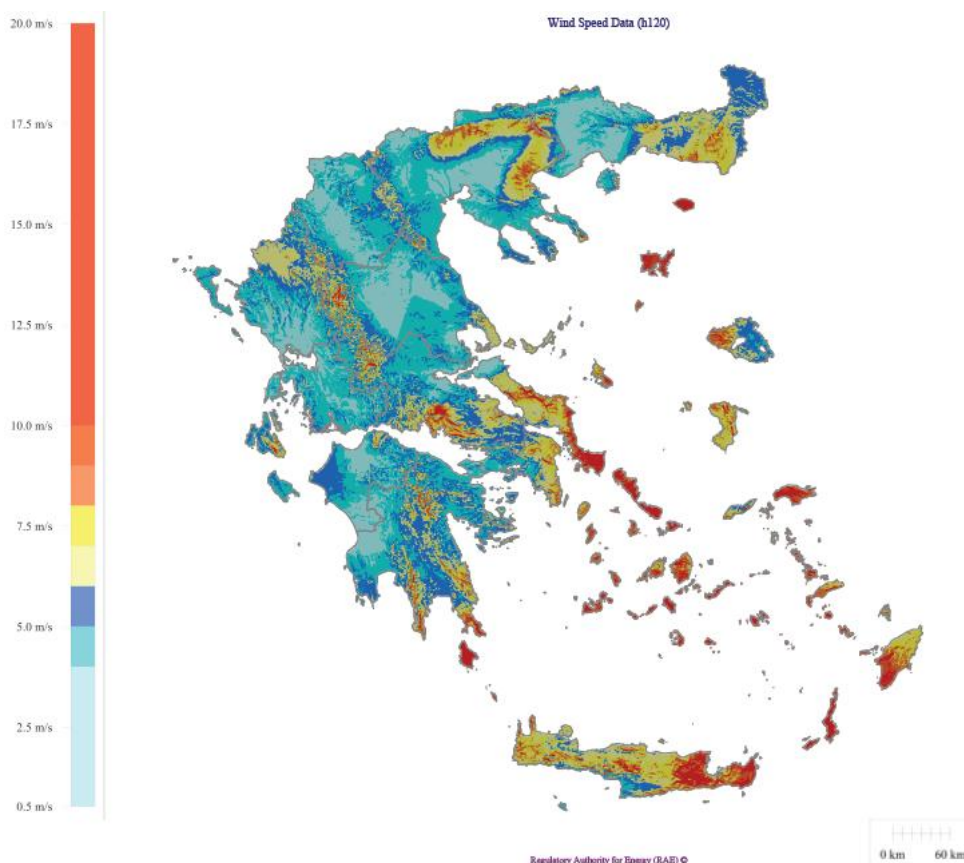 Wind Speed Data (h120)
20.0 m/s
17.5 m/s
15.0 m/s
12.5 m/s
10.0 m/s
7.5 m/s
5.0 m/s
2.5 m/s
0.5 m/s
0 km 60 km
Regulatory Authority for Energy (RAE) ©